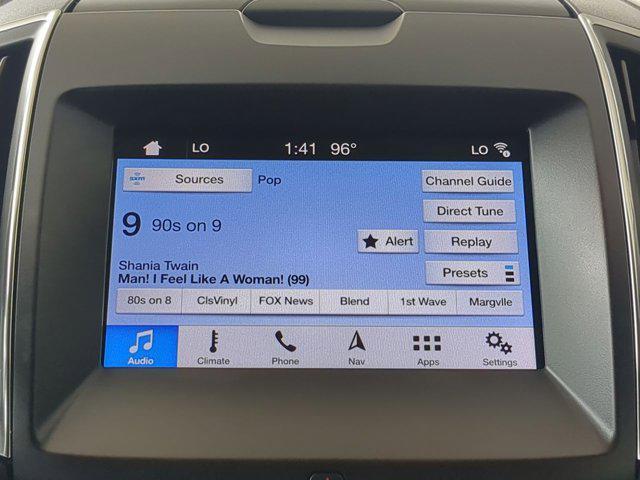 LO 1:41 96° LO
sxm Sources Pop Channel Guide
Direct Tune
9 90s on 9
Alert Replay
Presets
Shania Twain
Man! I Feel Like A Woman! (99)
80s on 8 ClsVinyl FOX News Blend 1st Wave Margvlle
Audio Climate Phone Nav Apps Settings